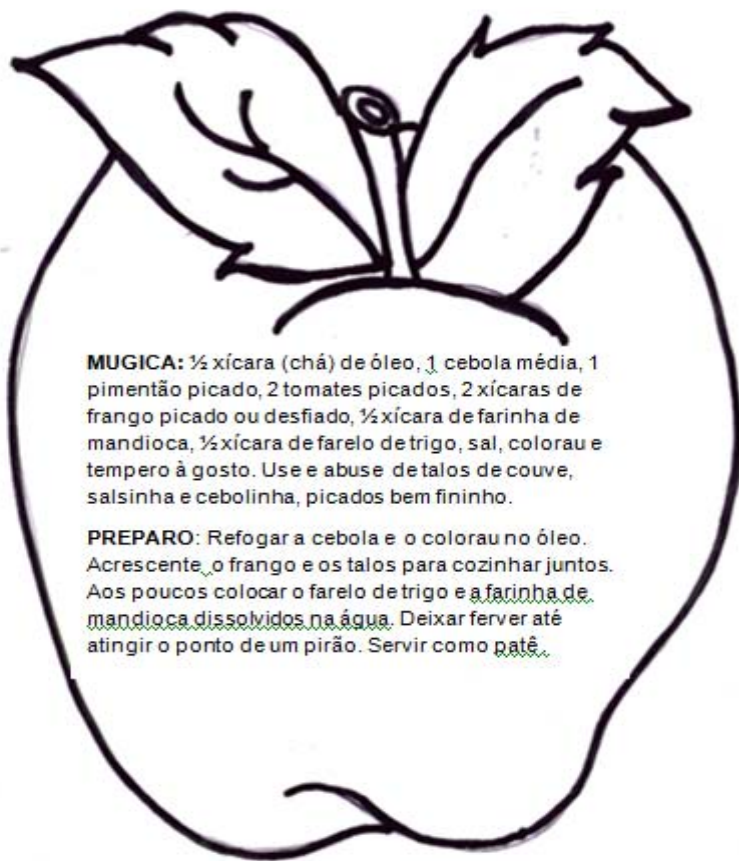 MUGICA: ½ xícara (chá) de óleo, 1 cebola média, 1
pimentão picado, 2 tomates picados, 2 xícaras de
frango picado ou desfiado, ½ xícara de farinha de
mandioca, ½ xícara de farelo de trigo, sal, colorau e
tempero à gosto. Use e abuse de talos de couve,
salsinha e cebolinha, picados bem fininho.
PREPARO: Refogar a cebola e o colorau no óleo.
Acrescente o frango e os talos para cozinhar juntos.
Aos poucos colocar o farelo de trigo e a farinha de
mandioca dissolvidos na água. Deixar ferver até
atingir o ponto de um pirão. Servir como patê.